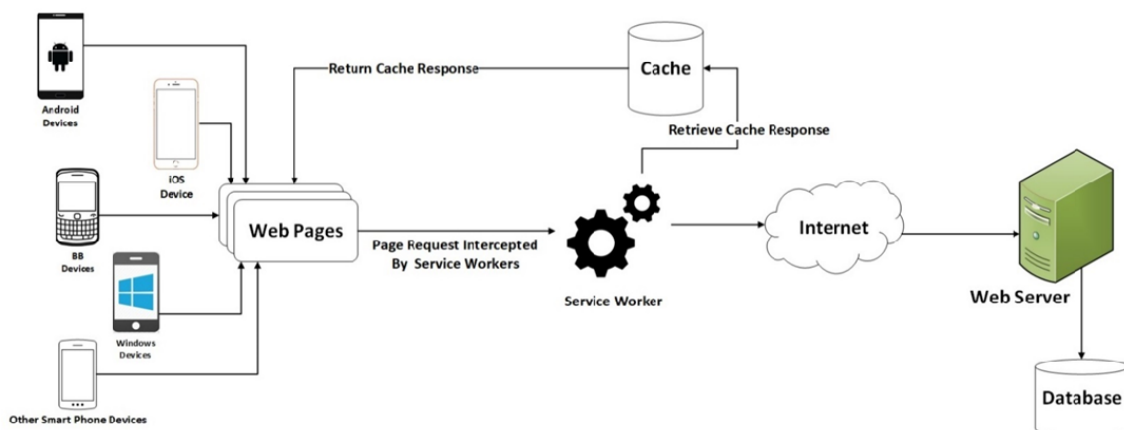 Android
Devices
iOS
Device
BB
Devices
Windows
Devices
Other Smart Phone Devices
Web Pages
Return Cache Response
Page Request Intercepted
By Service Workers
Cache
Retrieve Cache Response
Service Worker
Internet
Web Server
Database